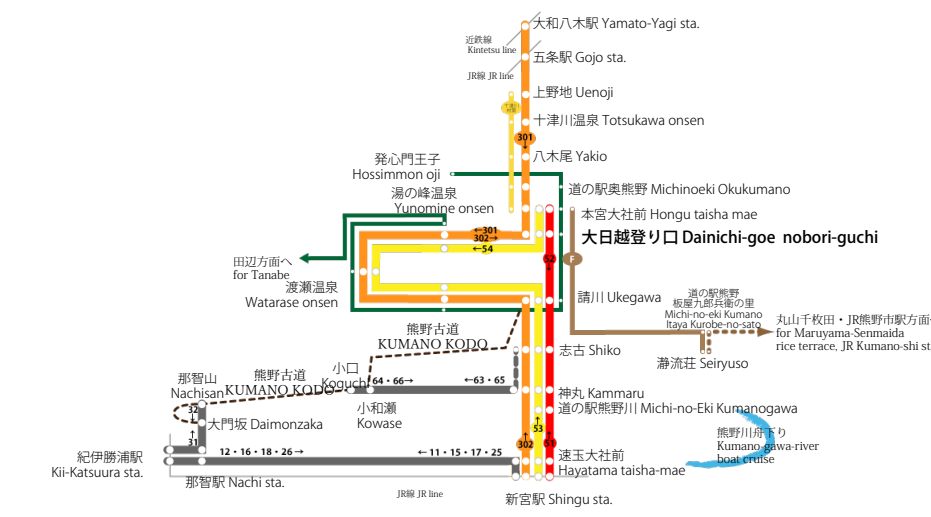 大和八木駅 Yamato-Yagi sta.
近鉄線
Kintetsu line
五条駅 Gojo sta.
JR線 JR line
上野地 Uenoji
十津川温泉 Totsukawa onsen
301
↓
八木尾 Yakio
発心門王子
Hossimmon oji
道の駅奥熊野 Michinoeki Okukumano
湯の峰温泉
Yunomine onsen
本宮大社前 Hongu taisha mae
大日越登り口 Dainichi-goe nobori-guchi
←301
302→
←54
52
↓
F
田辺方面へ
for Tanabe
渡瀬温泉
Watarase onsen
請川 Ukegawa
道の駅熊野
板屋九郎兵衛の里
Michi-no-eki Kumano
Itaya Kurobe-no-sato
丸山千枚田・JR熊野市駅方面
for Maruyama-Senmaida
rice terrace, JR Kumano-shi st
瀞流荘 Seiryuso
熊野古道
KUMANO KODO
志古 Shiko
小口
Koguchi
64・66→
←63・65
熊野古道
KUMANO KODO
那智山
Nachisan
神丸 Kammaru
小和瀬
Kowase
道の駅熊野川 Michi-no-Eki Kumanogawa
32
↓
大門坂 Daimonzaka
↑
31
↑
302
↑
53
↑
51
熊野川舟下り
Kumano-gawa-river
boat cruise
紀伊勝浦駅
Kii-Katsuura sta.
12・16・18・26→
←11・15・17・25
速玉大社前
Hayatama taisha-mae
那智駅 Nachi sta.
JR線 JR line
新宮駅 Shingu sta.